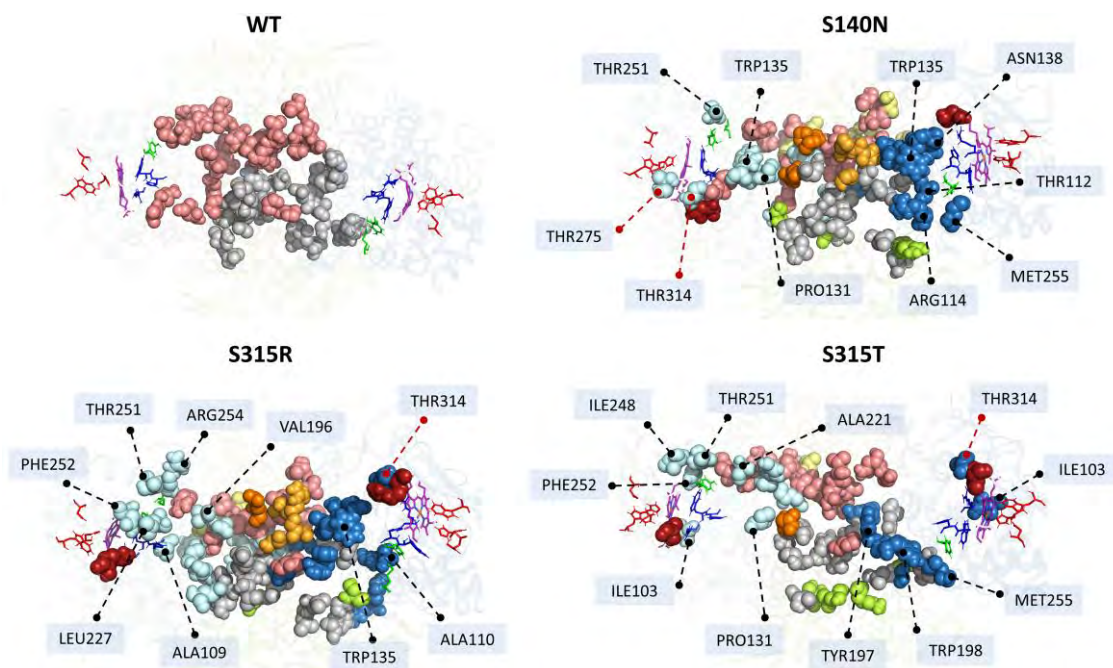 WT
S140N
THR251
TRP135
TRP135
ASN138
THR112
THR275
THR314
PRO131
ARG114
MET255
S315R
THR251
ARG254
VAL196
THR314
PHE252
LEU227
ALA109
TRP135
ALA110
S315T
ILE248
THR251
ALA221
THR314
PHE252
ILE103
ILE103
PRO131
TYR197
TRP198
MET255